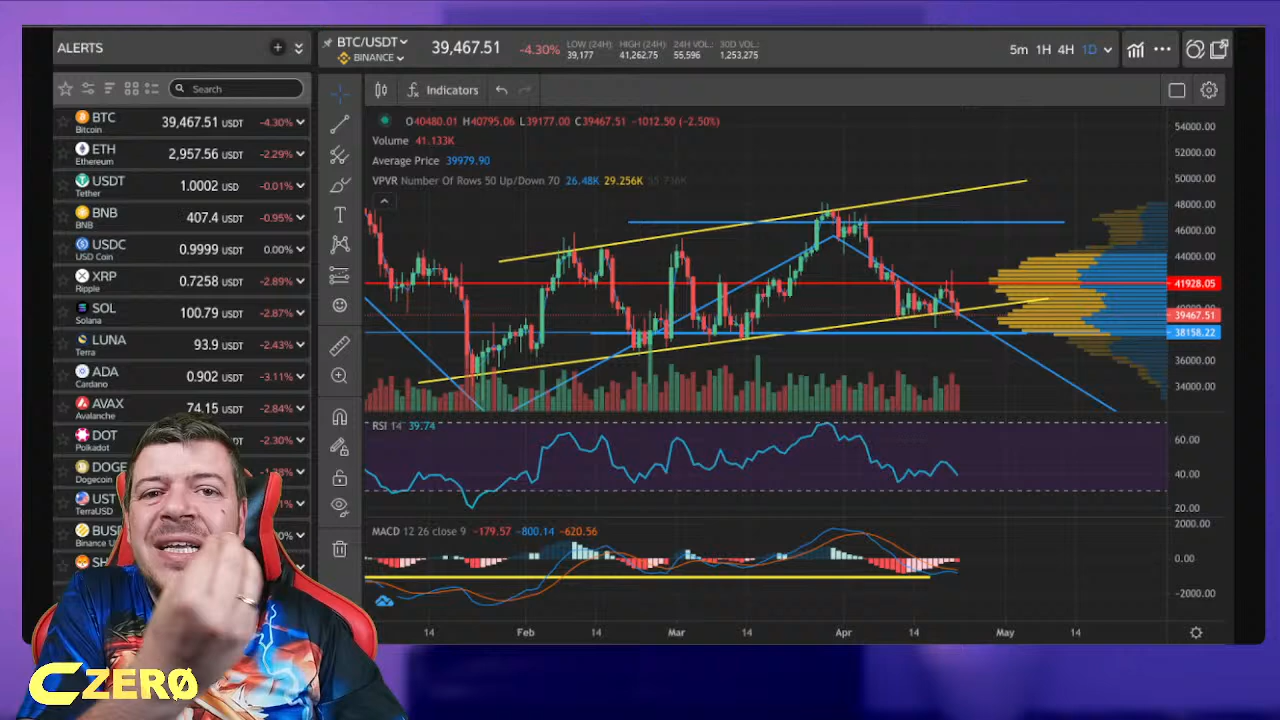 ALERTS
Search
BTC
Bitcoin
39,467.51 USDT
-4.30%
ETH
Ethereum
2,957.56 USDT
-2.29%
USDT
Tether
1.0002 USD
-0.01%
BNB
BNB
407.4 USDT
-0.95%
USDC
USD Coin
0.9999 USDT
0.00%
XRP
Ripple
0.7258 USDT
-2.89%
SOL
Solana
100.79 USDT
-2.87%
LUNA
Terra
93.9 USDT
-2.43%
ADA
Cardano
0.902 USDT
-3.11%
AVAX
Avalanche
74.15 USDT
-2.84%
DOT
Polkadot
-2.30%
DOGE
Dogecoin
UST
TerraUSD
BUSD
Binance U
SH
CZERØ
BTC/USDT
BINANCE
39,467.51
-4.30%
LOW (24H)
39,177
HIGH (24H)
41,262.75
24H VOL:
55,596
30D VOL:
1,253,275
5m 1H 4H 1D
Indicators
O40480.01 H40795.06 L39177.00 C39467.51 -1012.50 (-2.50%)
Volume 41.133K
Average Price 39979.90
VPVR Number Of Rows 50 Up/Down 70 26.48K 29.256K 55.736K
54000.00
52000.00
50000.00
48000.00
46000.00
44000.00
41928.05
40000.00
39467.51
38158.22
36000.00
34000.00
RSI 14 39.74
60.00
40.00
20.00
MACD 12 26 close 9 -179.57 -800.14 -620.56
2000.00
0.00
-2000.00
14 Feb 14 Mar 14 Apr 14 May 14